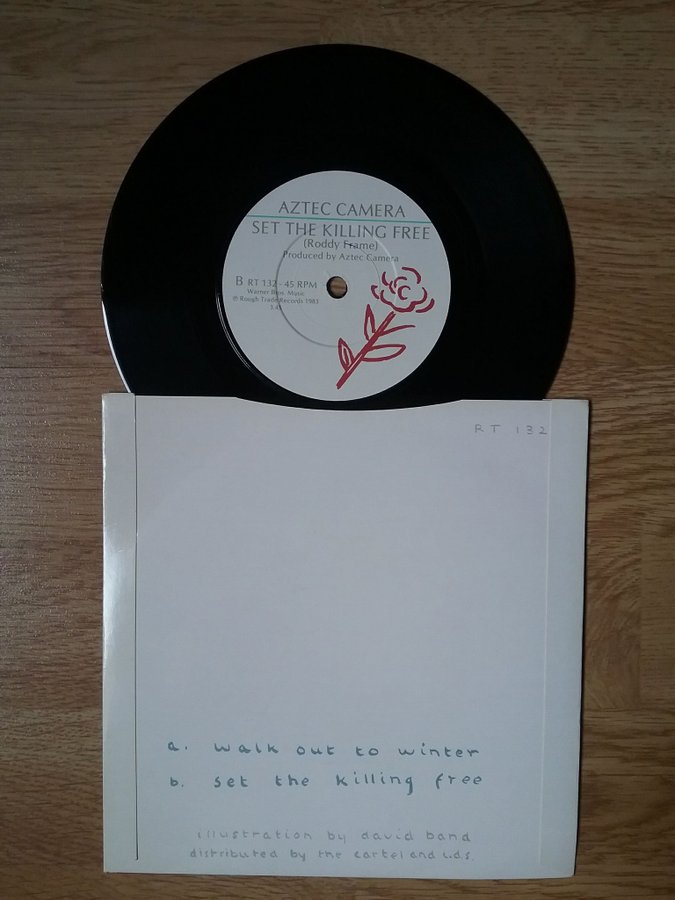 AZTEC CAMERA
SET THE KILLING FREE
(Roddy Frame)
Produced by Aztec Camera
B RT 132 - 45 RPM
Warner Bros. Music
℗ Rough Trade Records 1983
3.45
RT 132
a. walk out to winter
b. set the killing free
illustration by david band
distributed by the cartel and i.d.s.